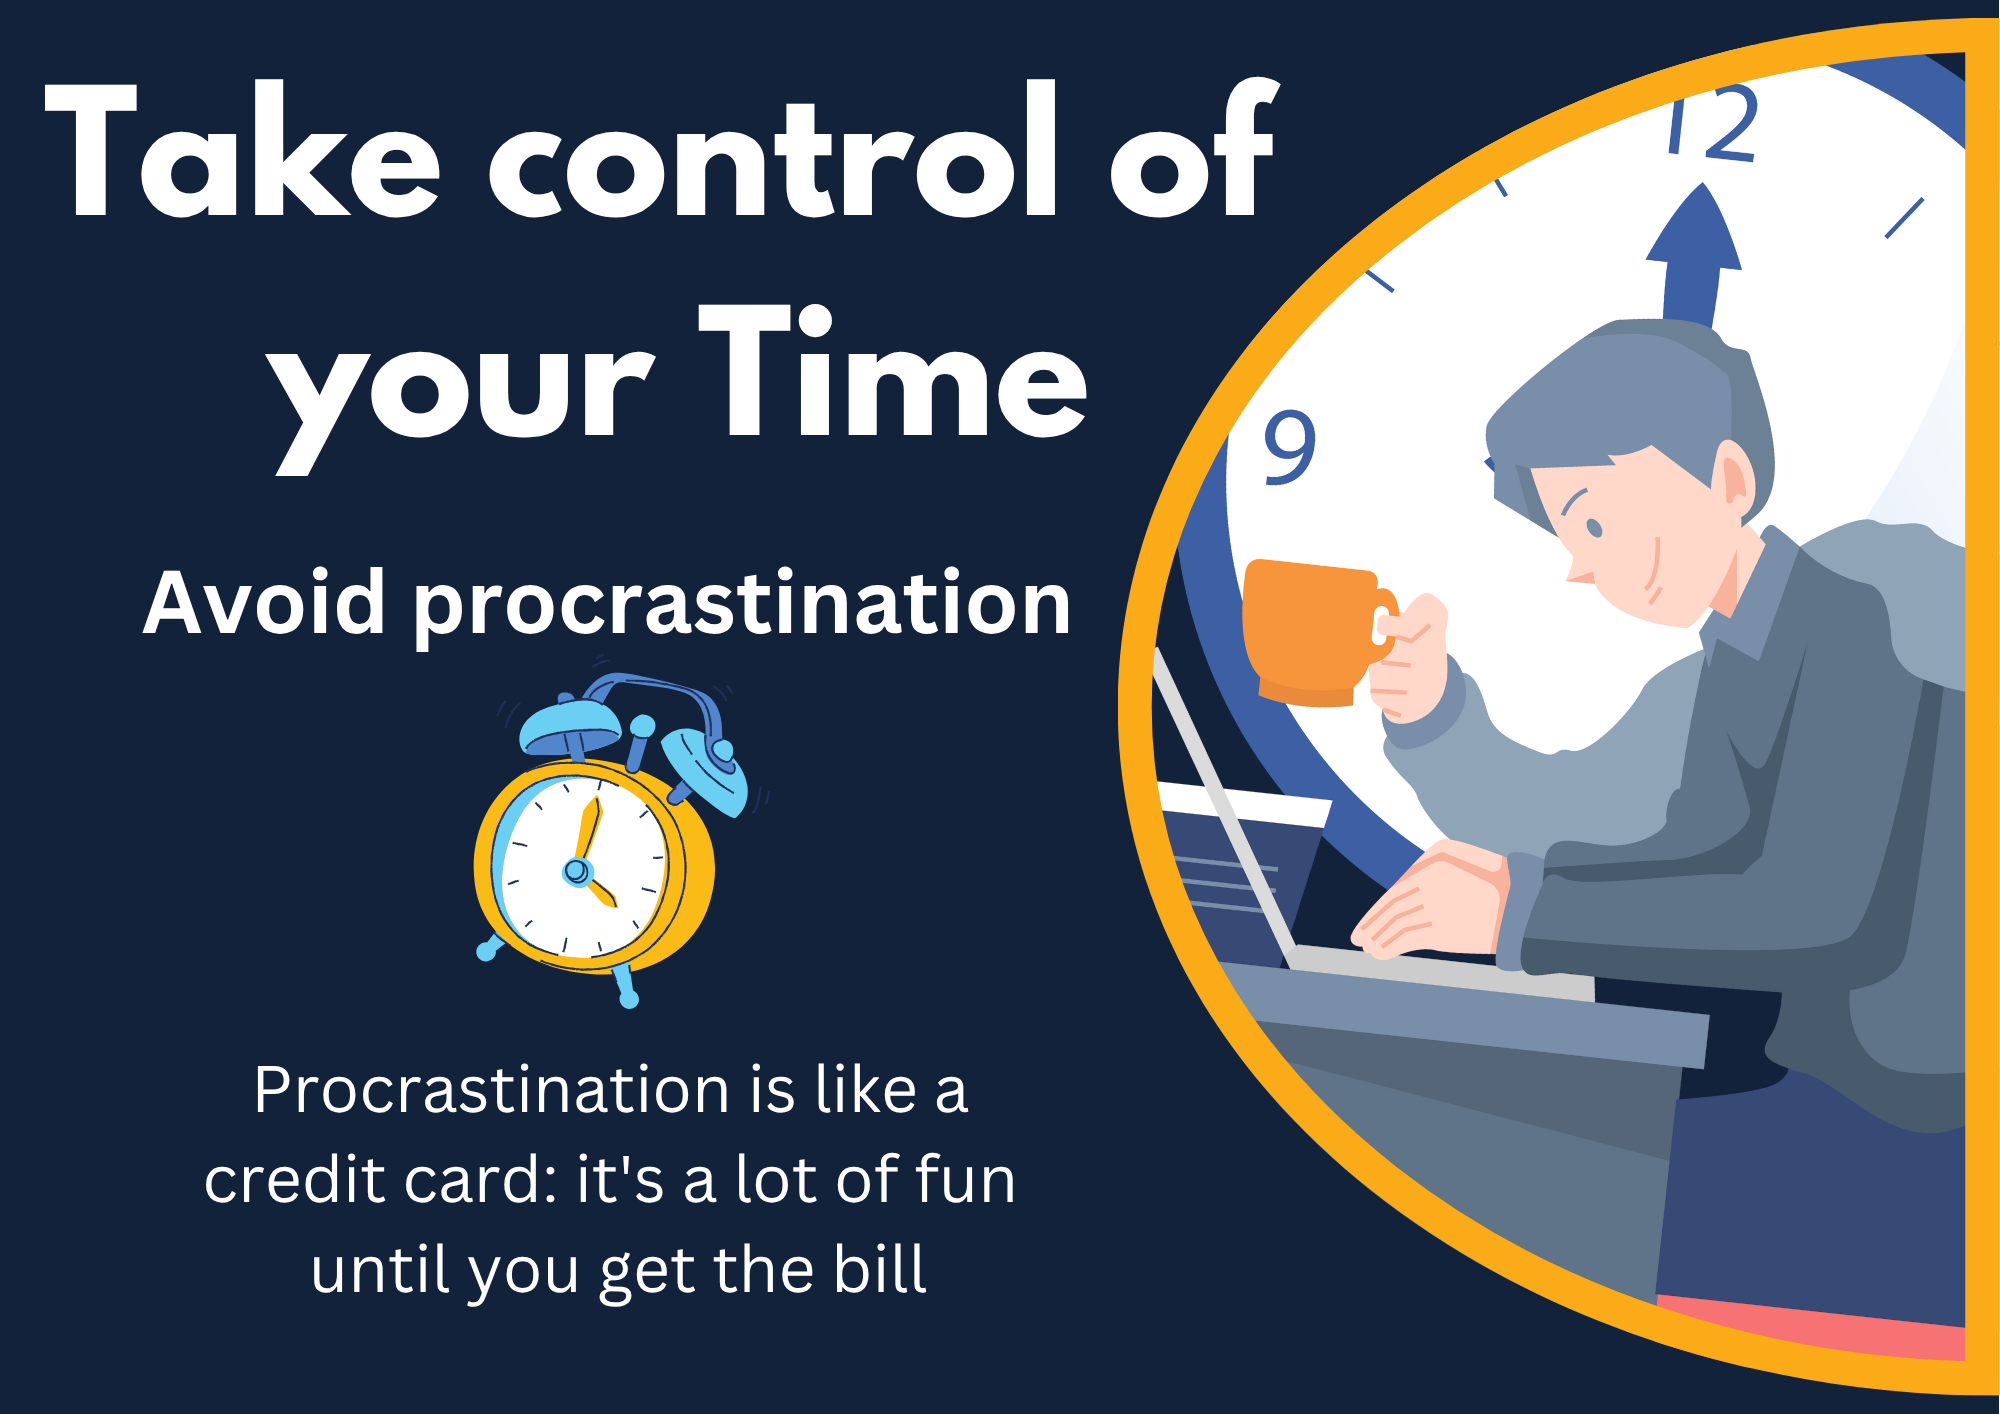 Take control of
your Time
Avoid procrastination
Procrastination is like a
credit card: it's a lot of fun
until you get the bill
12
9